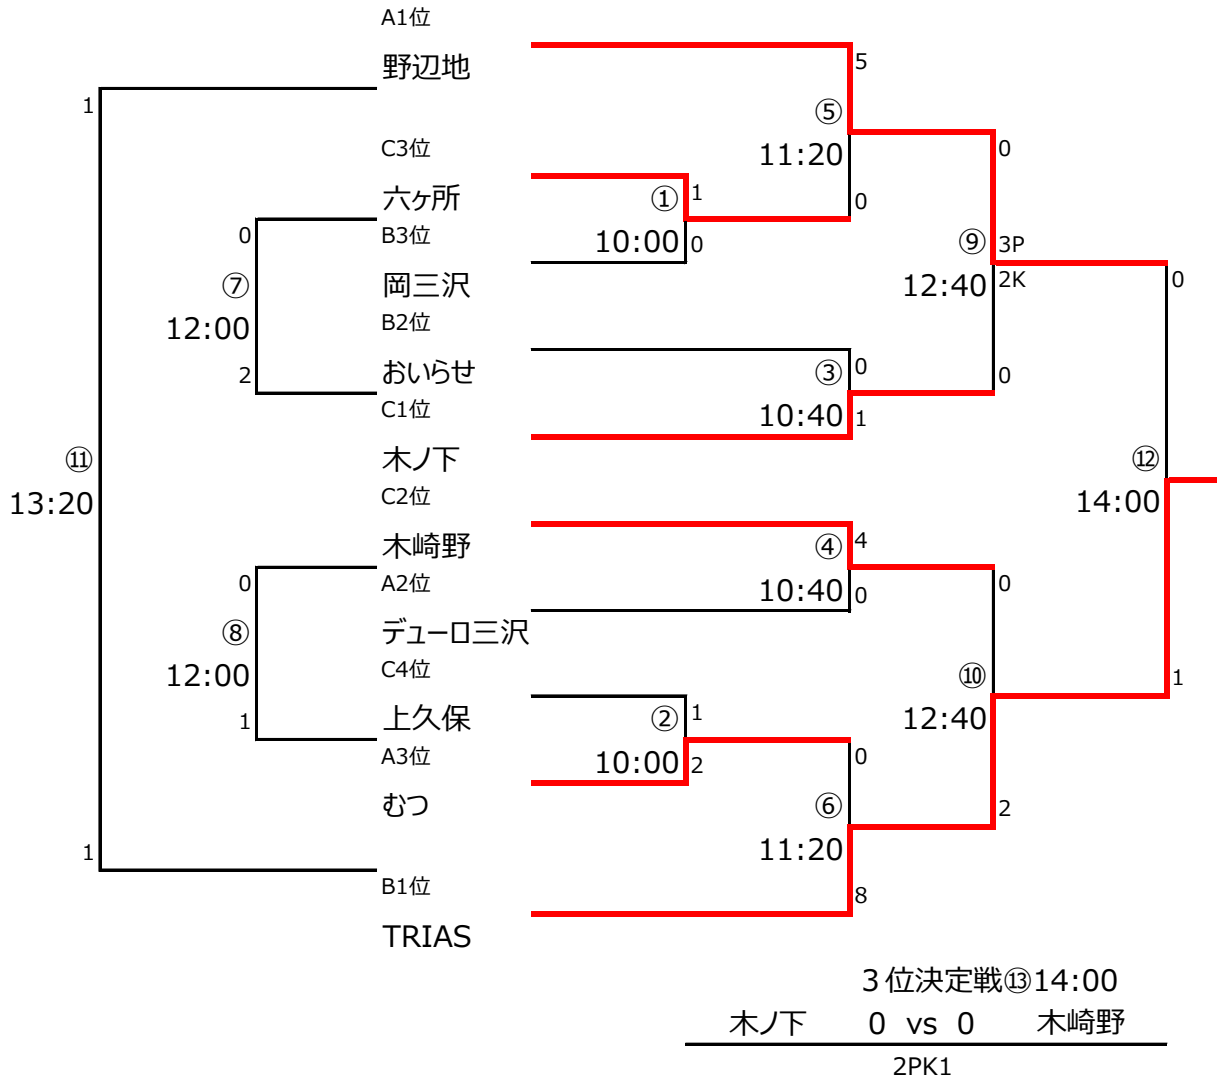 A1位
野辺地
5
1
⑤
11:20
C3位
0
六ヶ所
①
1
0
B3位
10:00
0
0
⑨
3P
⑦
岡三沢
12:40
2K
0
12:00
B2位
2
おいらせ
③
0
0
C1位
10:40
1
⑪
木ノ下
⑫
13:20
C2位
14:00
木崎野
④
4
0
A2位
10:40
0
0
⑧
デューロ三沢
12:00
C4位
⑩
1
1
上久保
②
1
12:40
A3位
10:00
2
0
むつ
⑥
2
1
11:20
B1位
8
TRIAS
３位決定戦⑬14:00
木ノ下 0 vs 0 木崎野
2PK1